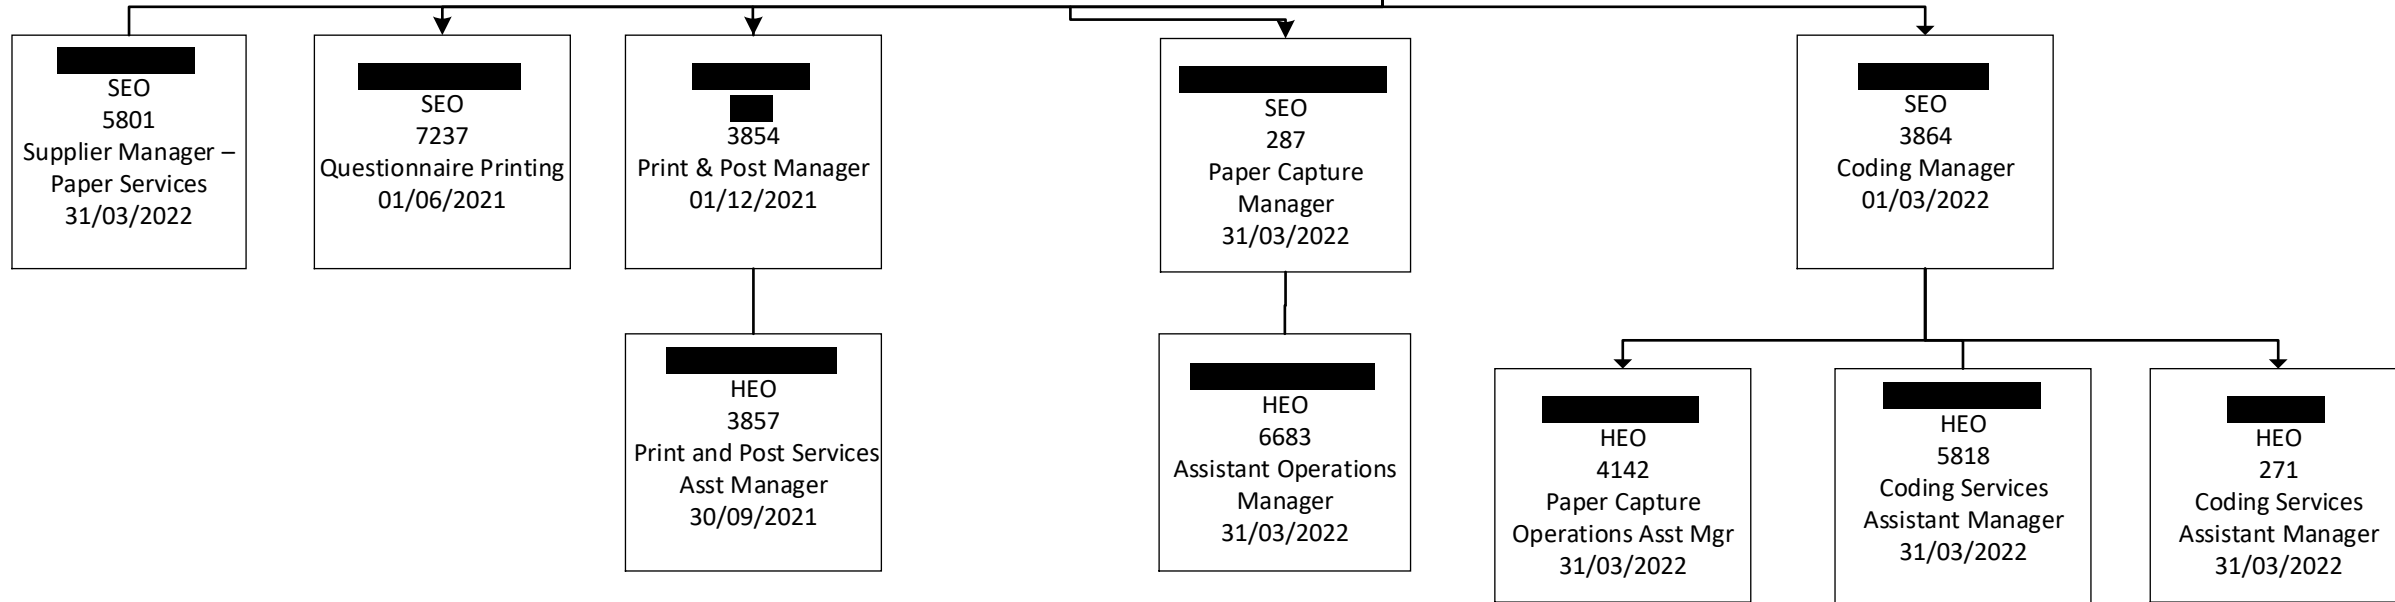 SEO
5801
Supplier Manager –
Paper Services
31/03/2022
SEO
7237
Questionnaire Printing
01/06/2021
3854
Print & Post Manager
01/12/2021
SEO
287
Paper Capture
Manager
31/03/2022
SEO
3864
Coding Manager
01/03/2022
HEO
3857
Print and Post Services
Asst Manager
30/09/2021
HEO
6683
Assistant Operations
Manager
31/03/2022
HEO
4142
Paper Capture
Operations Asst Mgr
31/03/2022
HEO
5818
Coding Services
Assistant Manager
31/03/2022
HEO
271
Coding Services
Assistant Manager
31/03/2022